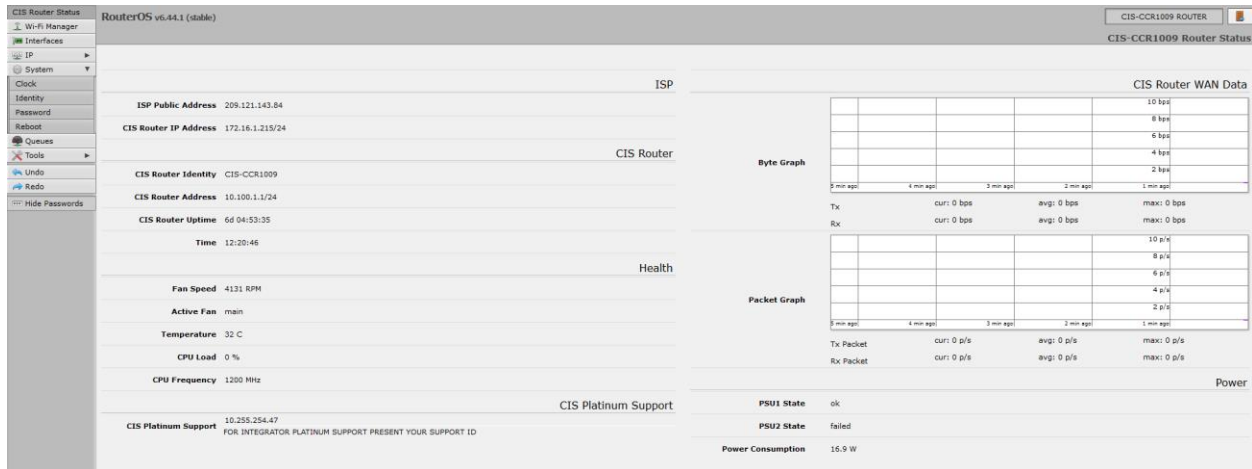 CIS Router Status
Wi-Fi Manager
Interfaces
IP
System
Clock
Identity
Password
Reboot
Queues
Tools
Undo
Redo
Hide Passwords
RouterOS v6.44.1 (stable)
CIS-CCR1009 ROUTER
CIS-CCR1009 Router Status
ISP
ISP Public Address 209.121.143.84
CIS Router IP Address 172.16.1.215/24
CIS Router
CIS Router Identity CIS-CCR1009
CIS Router Address 10.100.1.1/24
CIS Router Uptime 6d 04:53:35
Time 12:20:46
Health
Fan Speed 4131 RPM
Active Fan main
Temperature 32 C
CPU Load 0 %
CPU Frequency 1200 MHz
CIS Platinum Support
CIS Platinum Support 10.255.254.47
FOR INTEGRATOR PLATINUM SUPPORT PRESENT YOUR SUPPORT ID
CIS Router WAN Data
Byte Graph
10 bps
8 bps
6 bps
4 bps
2 bps
5 min ago 4 min ago 3 min ago 2 min ago 1 min ago
Tx cur: 0 bps avg: 0 bps max: 0 bps
Rx cur: 0 bps avg: 0 bps max: 0 bps
Packet Graph
10 p/s
8 p/s
6 p/s
4 p/s
2 p/s
5 min ago 4 min ago 3 min ago 2 min ago 1 min ago
Tx Packet cur: 0 p/s avg: 0 p/s max: 0 p/s
Rx Packet cur: 0 p/s avg: 0 p/s max: 0 p/s
Power
PSU1 State ok
PSU2 State failed
Power Consumption 16.9 W